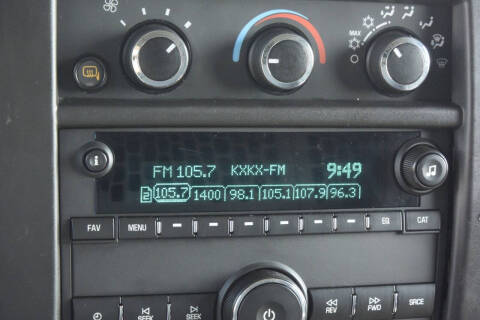 MAX
FM 105.7 KXKX-FM 9:49
2 105.7 1400 98.1 105.1 107.9 96.3
FAV MENU EQ CAT
SEEK SEEK REV FWD SRCE